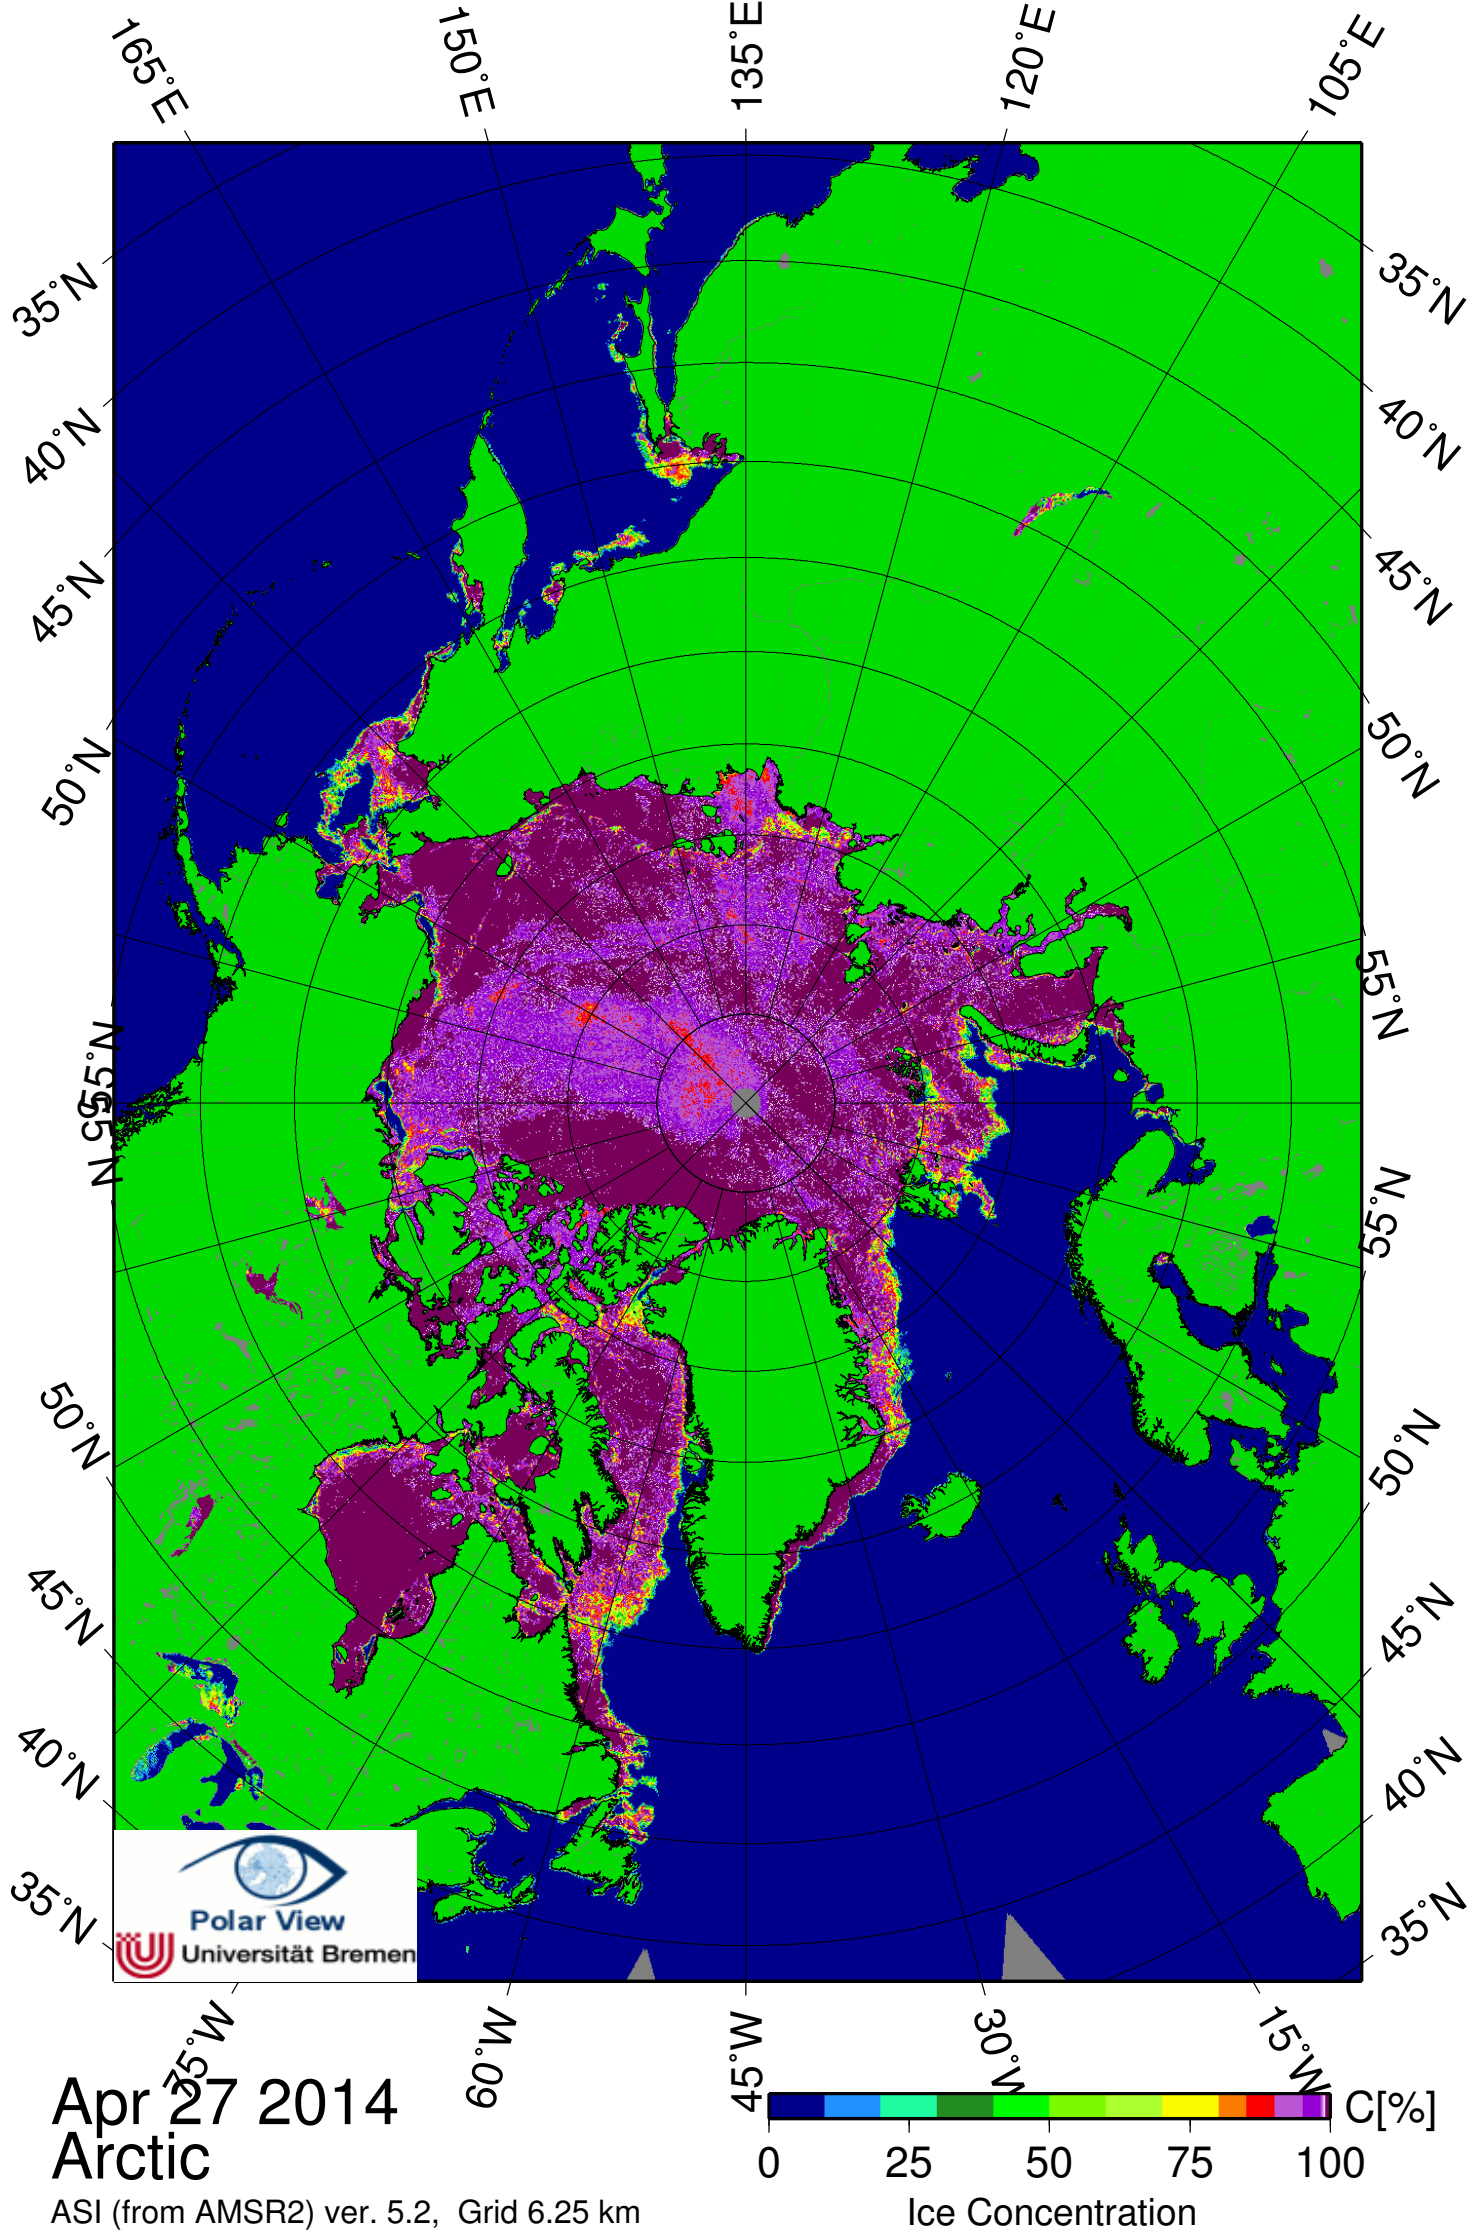 165°E 150°E 135°E 120°E 105°E
35°N 35°N
40°N 40°N
45°N 45°N
50°N 50°N
55°N 55°N
55°N 55°N
50°N 50°N
45°N 45°N
40°N 40°N
35°N 35°N
Polar View
Universität Bremen
75°W 60°W 45°W 30°W 15°W
Apr 27 2014
Arctic
ASI (from AMSR2) ver. 5.2, Grid 6.25 km
C[%]
0 25 50 75 100
Ice Concentration